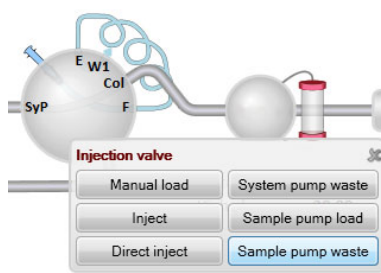 E
W1
Col
SyP
F
Injection valve
Manual load
System pump waste
Inject
Sample pump load
Direct inject
Sample pump waste